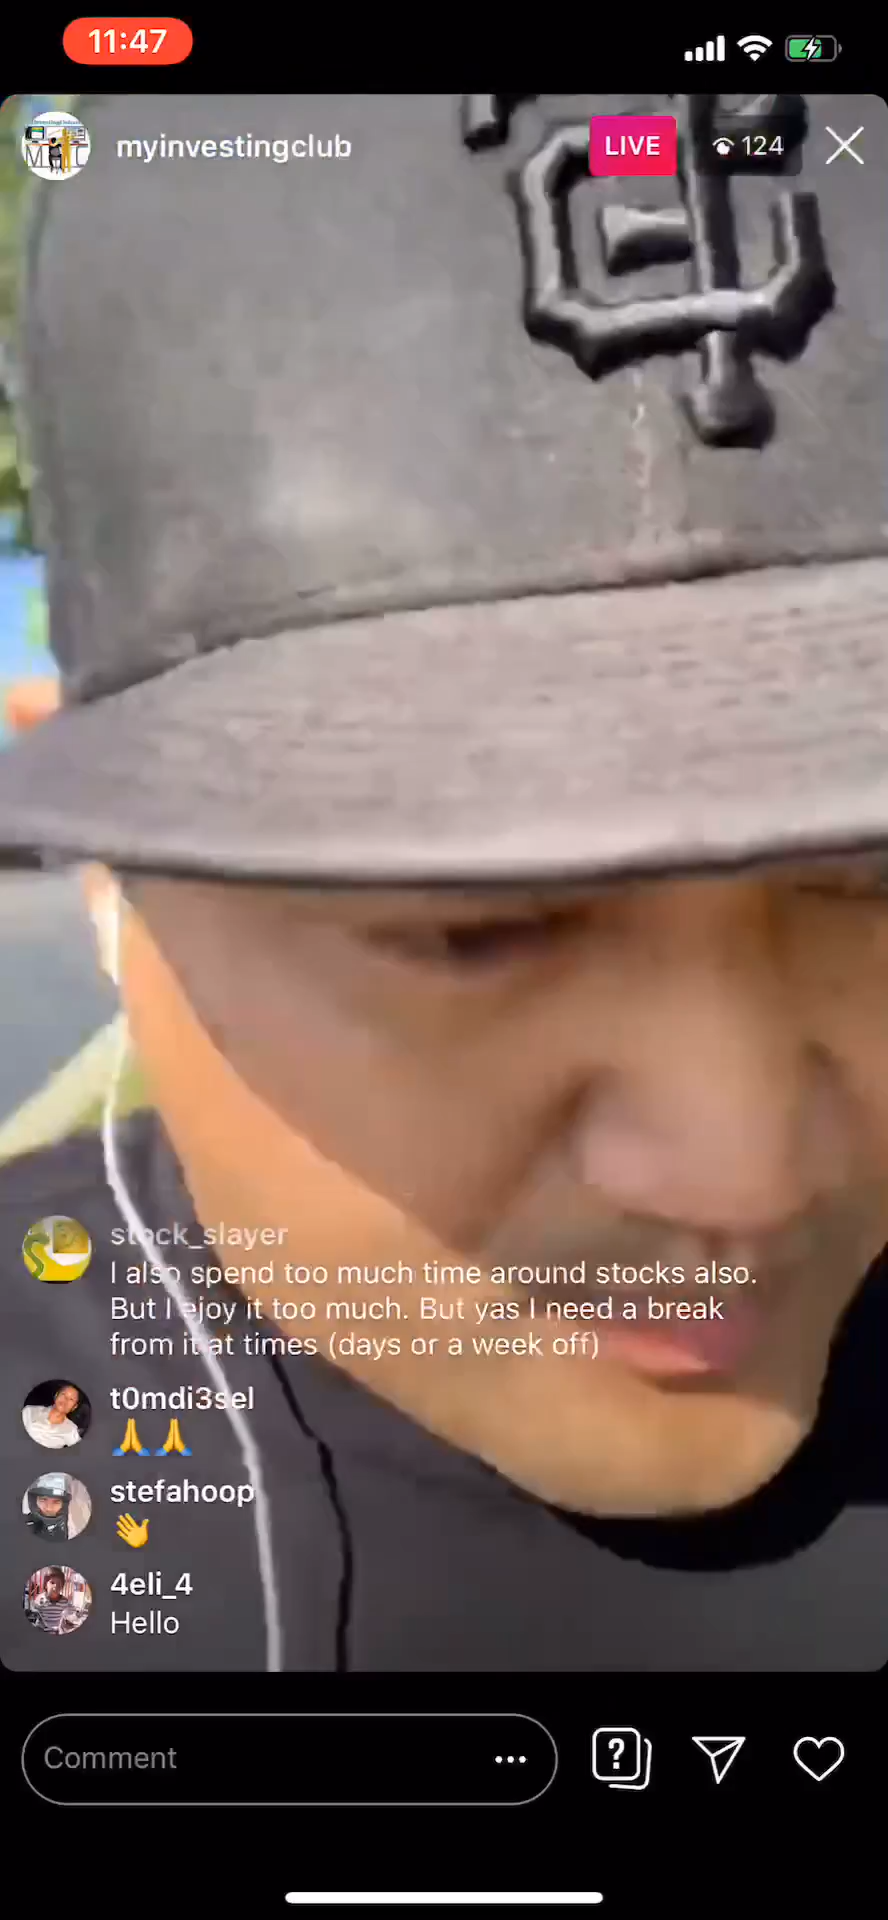 11:47
myinvestingclub
LIVE
124
stock_slayer
I also spend too much time around stocks also.
But I ejoy it too much. But yas I need a break
from it at times (days or a week off)
t0mdi3sel
🙏🙏
stefahoop
👋
4eli_4
Hello
Comment